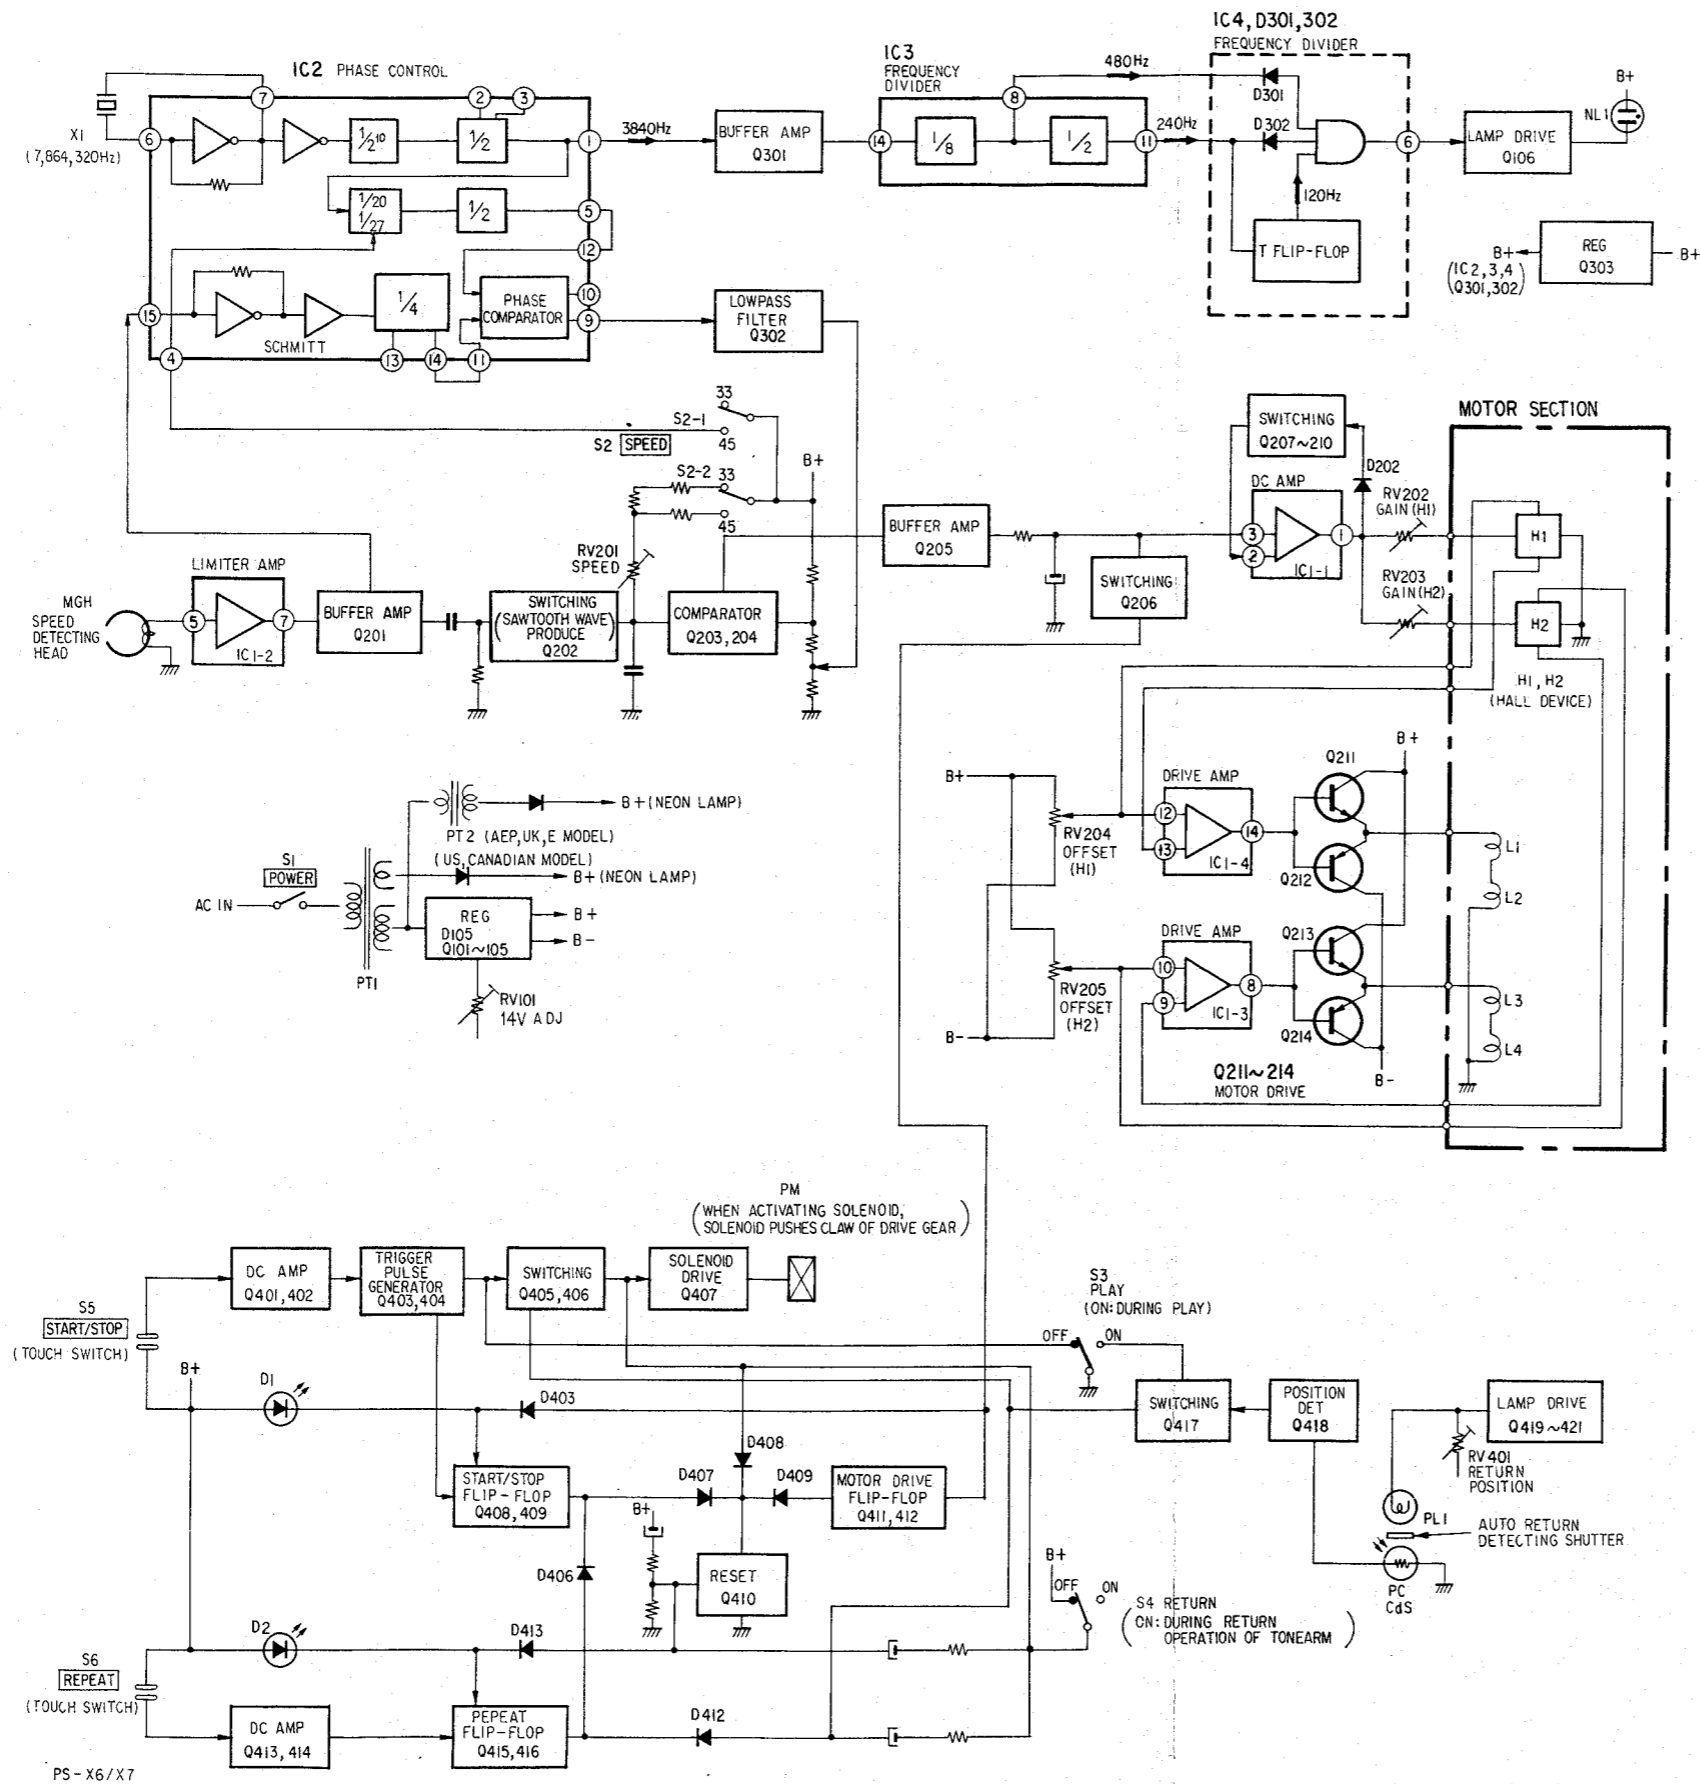 IC2 PHASE CONTROL
X1
(7,864,320Hz)
6
7
2
3
1/2¹⁰
1/2
1
3840Hz
BUFFER AMP
Q301
1/20
1/27
1/2
5
12
15
SCHMITT
1/4
PHASE
COMPARATOR
10
9
4
13
14
11
LOWPASS
FILTER
Q302
IC3
FREQUENCY
DIVIDER
14
1/8
8
1/2
11
480Hz
240Hz
IC4, D301,302
FREQUENCY DIVIDER
D301
D302
120Hz
T FLIP-FLOP
6
LAMP DRIVE
Q106
B+
NL1
B+
(IC2,3,4
Q301,302)
REG
Q303
B+
S2-1
33
45
S2 SPEED
S2-2
33
45
B+
RV201
SPEED
MGH
SPEED
DETECTING
HEAD
LIMITER AMP
5
7
IC1-2
BUFFER AMP
Q201
SWITCHING
(SAWTOOTH WAVE)
PRODUCE
Q202
COMPARATOR
Q203,204
BUFFER AMP
Q205
SWITCHING
Q206
SWITCHING
Q207~210
DC AMP
3
2
1
IC1-1
D202
RV202
GAIN(H1)
RV203
GAIN(H2)
MOTOR SECTION
H1
H2
H1,H2
(HALL DEVICE)
B+
RV204
OFFSET
(H1)
DRIVE AMP
12
13
14
IC1-4
Q211
Q212
B+
L1
L2
RV205
OFFSET
(H2)
B-
DRIVE AMP
10
9
8
IC1-3
Q213
Q214
B-
L3
L4
Q211~214
MOTOR DRIVE
B+(NEON LAMP)
PT2 (AEP,UK,E MODEL)
(US,CANADIAN MODEL)
B+(NEON LAMP)
S1
POWER
AC IN
PT1
REG
D105
Q101~105
B+
B-
RV101
14V ADJ
PM
(WHEN ACTIVATING SOLENOID,
SOLENOID PUSHES CLAW OF DRIVE GEAR)
S5
START/STOP
(TOUCH SWITCH)
DC AMP
Q401,402
TRIGGER
PULSE
GENERATOR
Q403,404
SWITCHING
Q405,406
SOLENOID
DRIVE
Q407
S3
PLAY
(ON:DURING PLAY)
OFF
ON
B+
D1
D403
SWITCHING
Q417
POSITION
DET
Q418
LAMP DRIVE
Q419~421
RV401
RETURN
POSITION
PL1
AUTO RETURN
DETECTING SHUTTER
PC
CdS
START/STOP
FLIP-FLOP
Q408,409
D407
D408
D409
MOTOR DRIVE
FLIP-FLOP
Q411,412
B+
D406
RESET
Q410
B+
OFF
ON
S4 RETURN
(ON:DURING RETURN
OPERATION OF TONEARM)
D2
D413
S6
REPEAT
(TOUCH SWITCH)
DC AMP
Q413,414
PEPEAT
FLIP-FLOP
Q415,416
D412
PS-X6/X7